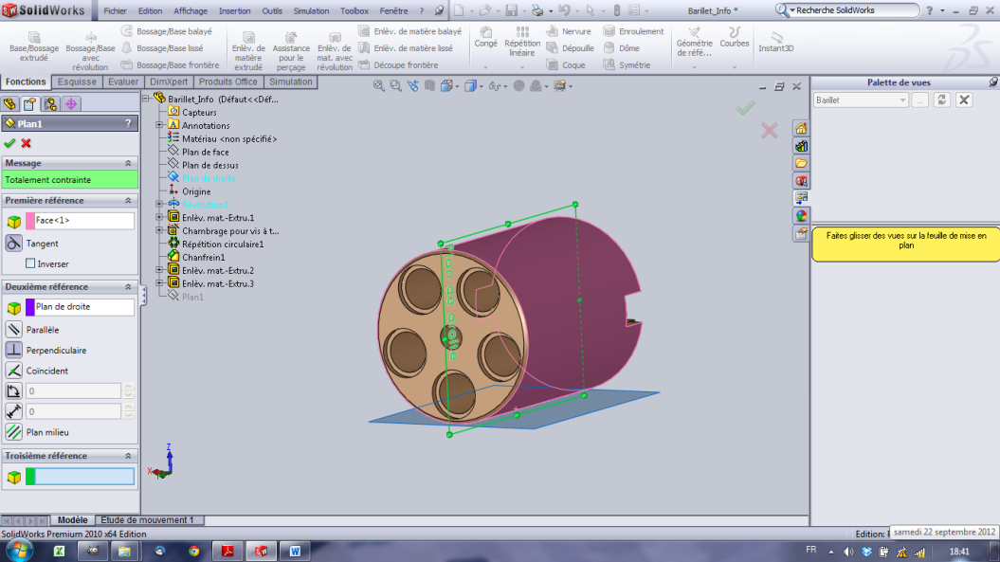 SolidWorks Fichier Edition Affichage Insertion Outils Simulation Toolbox Fenêtre ? Barillet_Info * Recherche SolidWorks
Base/Bossage extrudé
Bossage/Base avec révolution
Bossage/Base balayé
Bossage/Base lissé
Bossage/Base frontière
Enlèv. de matière extrudé
Assistance pour le perçage
Enlèv. de mat. avec révolution
Enlèv. de matière balayé
Enlèv. de matière lissé
Découpe frontière
Congé
Répétition linéaire
Nervure
Dépouille
Coque
Enroulement
Dôme
Symétrie
Géométrie de réfé...
Courbes
Instant3D
Fonctions Esquisse Evaluer DimXpert Produits Office Simulation
Plan1 ?
Message
Totalement contrainte
Première référence
Face<1>
Tangent
Inverser
Deuxième référence
Plan de droite
Parallèle
Perpendiculaire
Coïncident
0
0
Plan milieu
Troisième référence
Barillet_Info (Défaut<<Déf...
Capteurs
Annotations
Matériau <non spécifié>
Plan de face
Plan de dessus
Plan de droite
Origine
Révolution1
Enlèv. mat.-Extru.1
Chambrage pour vis à t...
Répétition circulaire1
Chanfrein1
Enlèv. mat.-Extru.2
Enlèv. mat.-Extru.3
Plan1
Plan de droite
Z
X
Palette de vues
Barillet
...
Faites glisser des vues sur la feuille de mise en plan
Modèle Etude de mouvement 1
SolidWorks Premium 2010 x64 Edition
Edition:
samedi 22 septembre 2012
FR
18:41